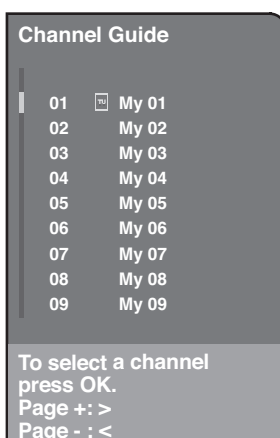 Channel Guide
01 TU My 01
02 My 02
03 My 03
04 My 04
05 My 05
06 My 06
07 My 07
08 My 08
09 My 09
To select a channel
press OK.
Page +: >
Page - : <